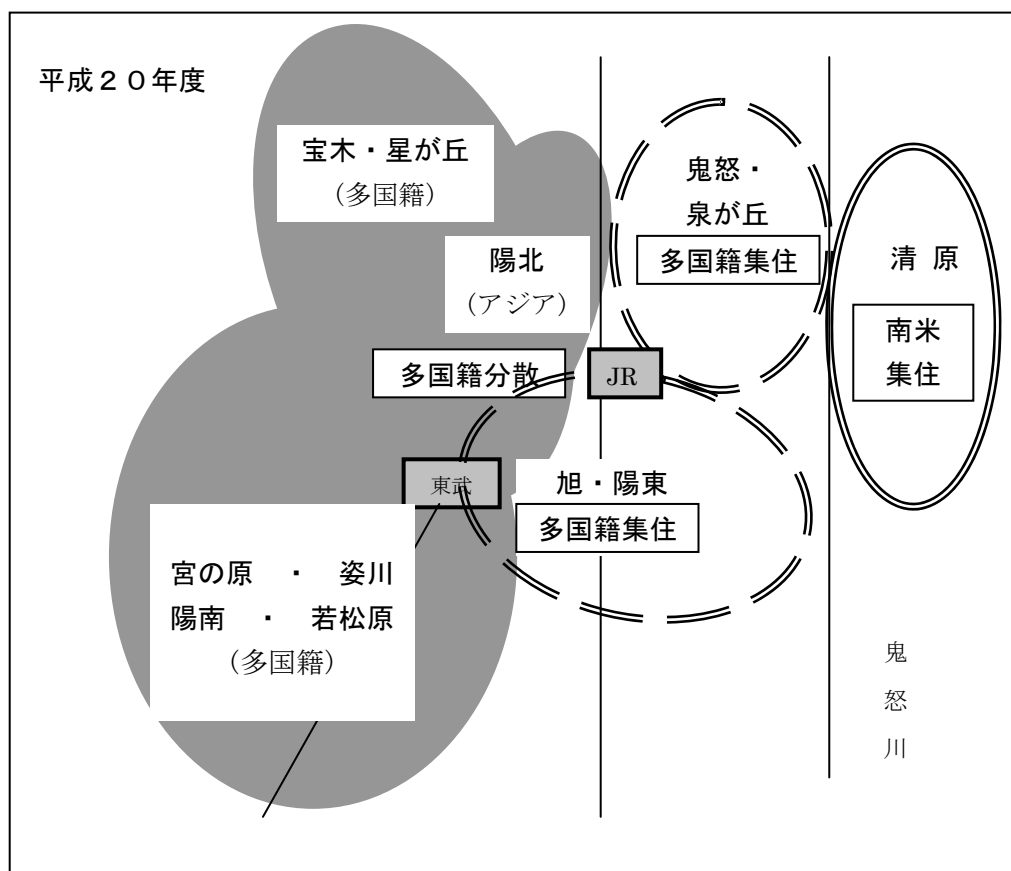 平成２０年度
宝木・星が丘
（多国籍）
陽北
（アジア）
鬼怒・
泉が丘
多国籍集住
清 原
南米
集住
多国籍分散
JR
東武
旭・陽東
多国籍集住
宮の原　・　姿川
陽南　・　若松原
（多国籍）
鬼
怒
川